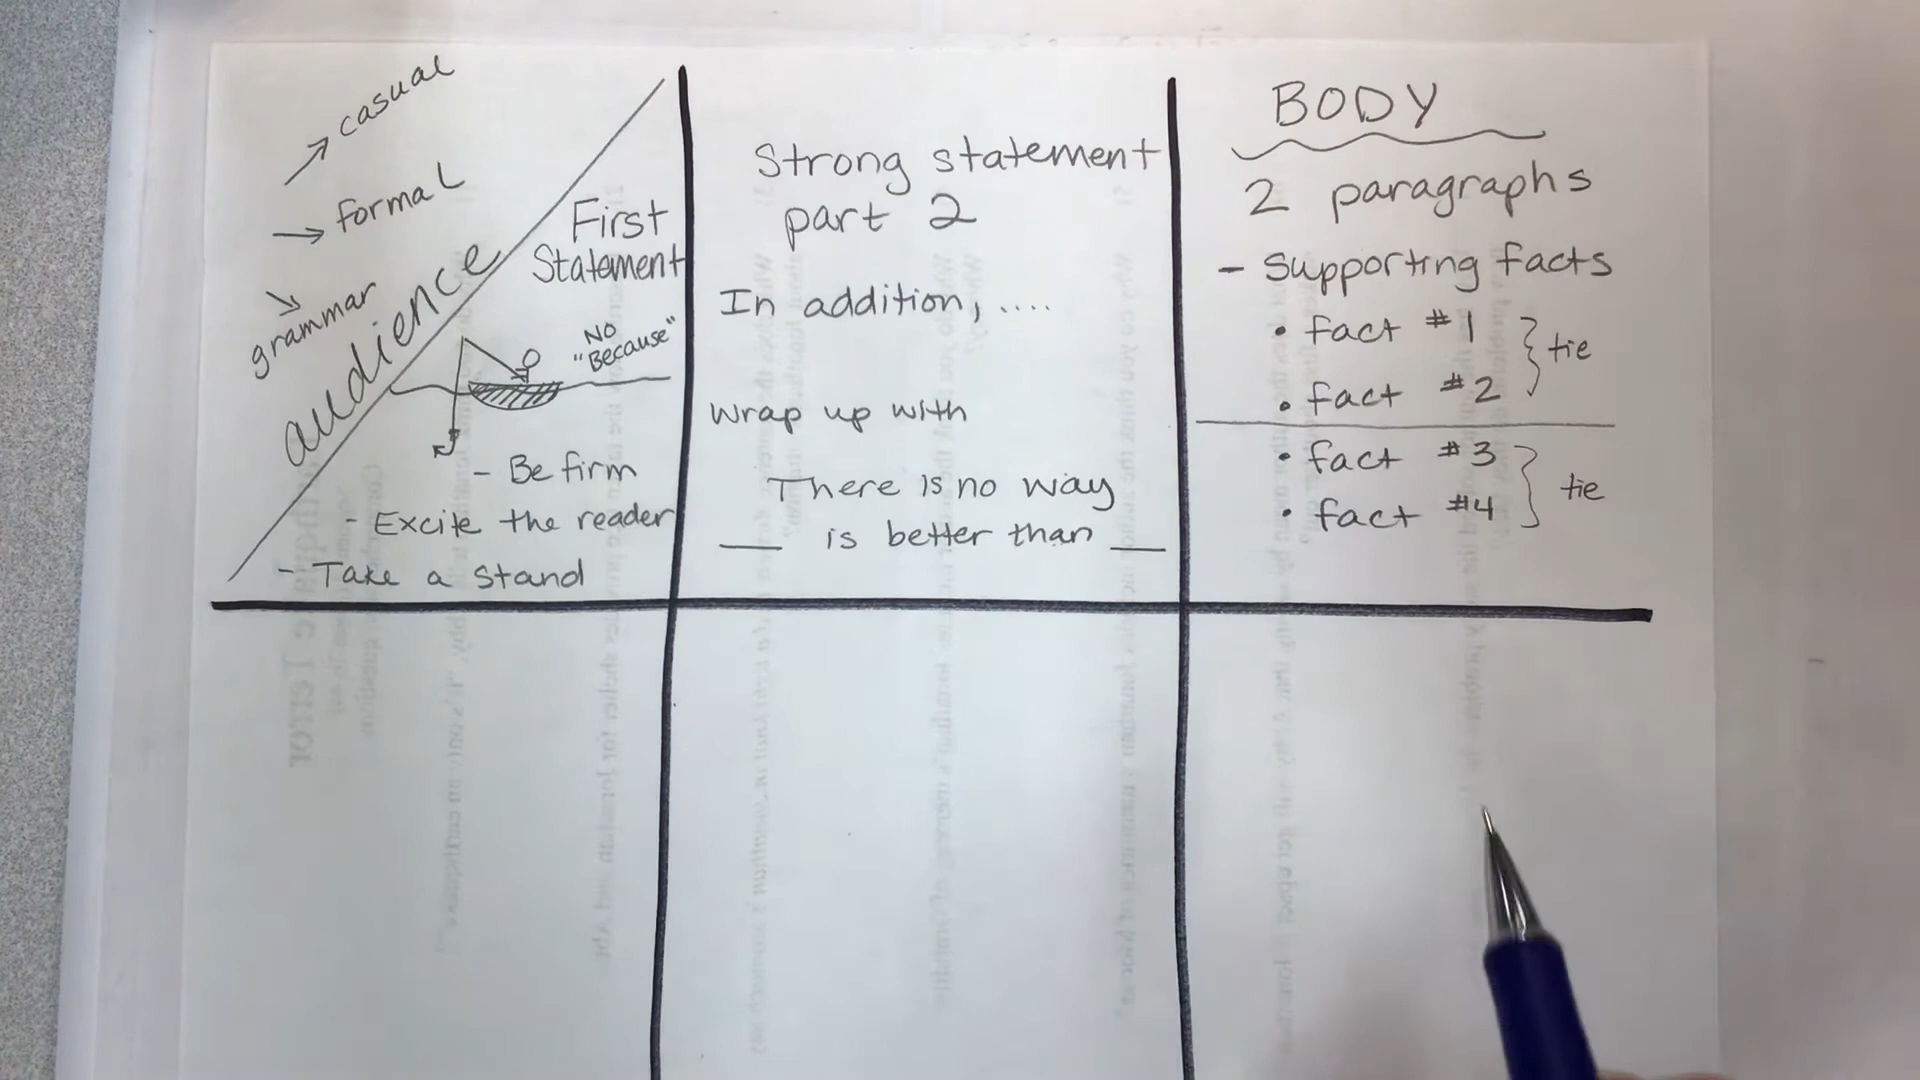 casual
formal
grammar
audience
First
Statement
NO
"Because"
- Be firm
- Excite the reader
- Take a stand
Strong statement
part 2
In addition, ....
Wrap up with
There is no way
___ is better than ___
BODY
2 paragraphs
- Supporting facts
• fact #1
• fact #2
tie
• fact #3
• fact #4
tie